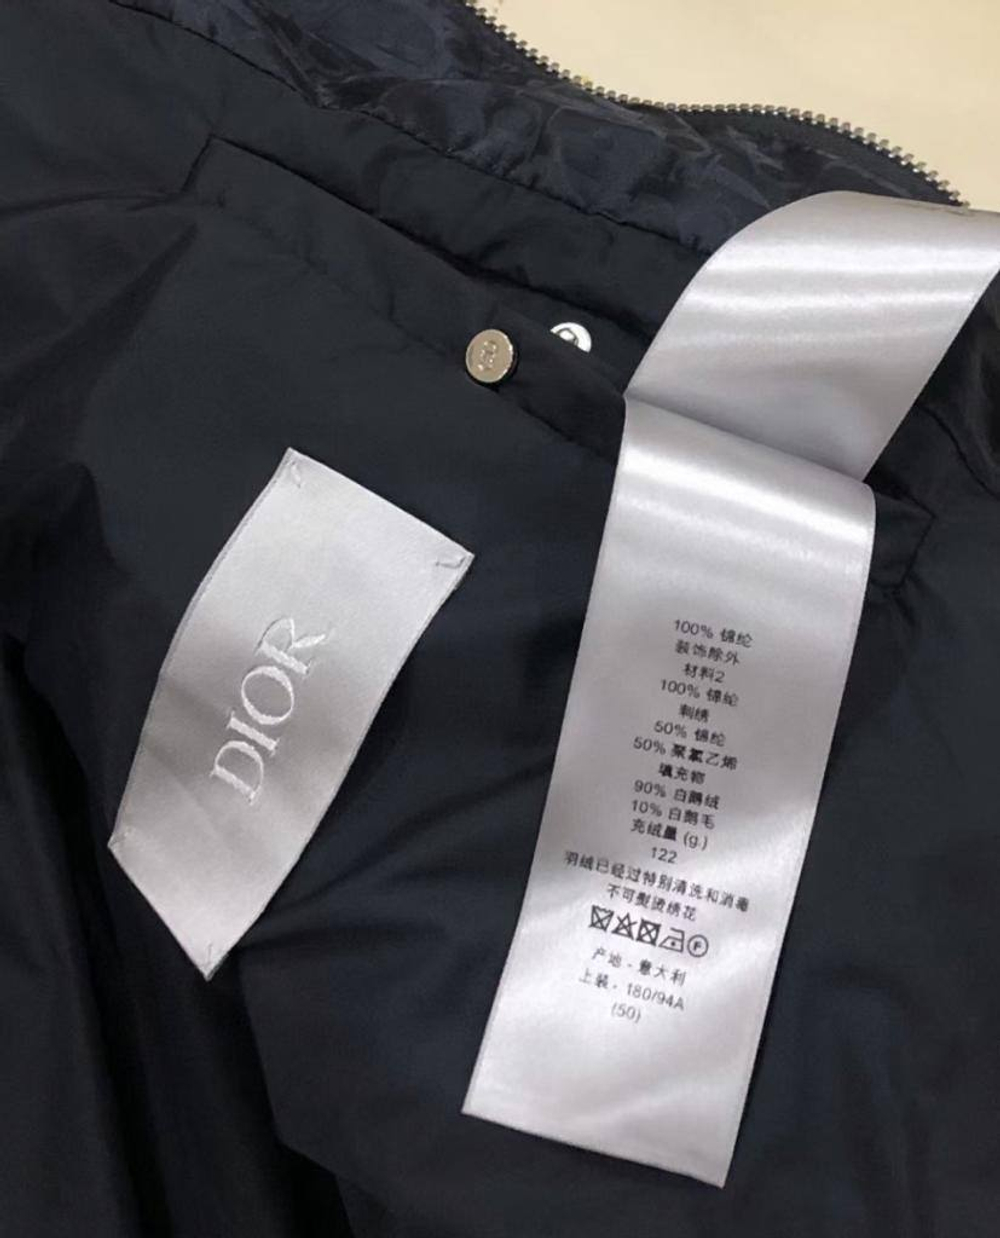 DIOR
100% 锦纶
装饰除外
材料2
100% 锦纶
刺绣
50% 锦纶
50% 聚氯乙烯
填充物
90% 白鹅绒
10% 白鹅毛
充绒量 (g.)
122
羽绒已经过特别清洗和消毒
不可熨烫绣花
F
产地 - 意大利
上装 - 180/94A
(50)